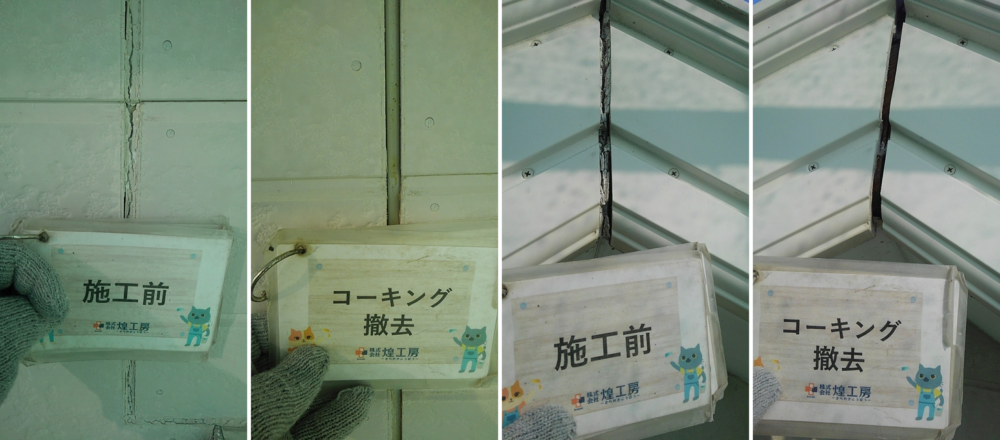 施工前
株式会社 煌工房
コーキング
撤去
株式会社 煌工房
施工前
株式会社 煌工房
コーキング
撤去
株式会社 煌工房